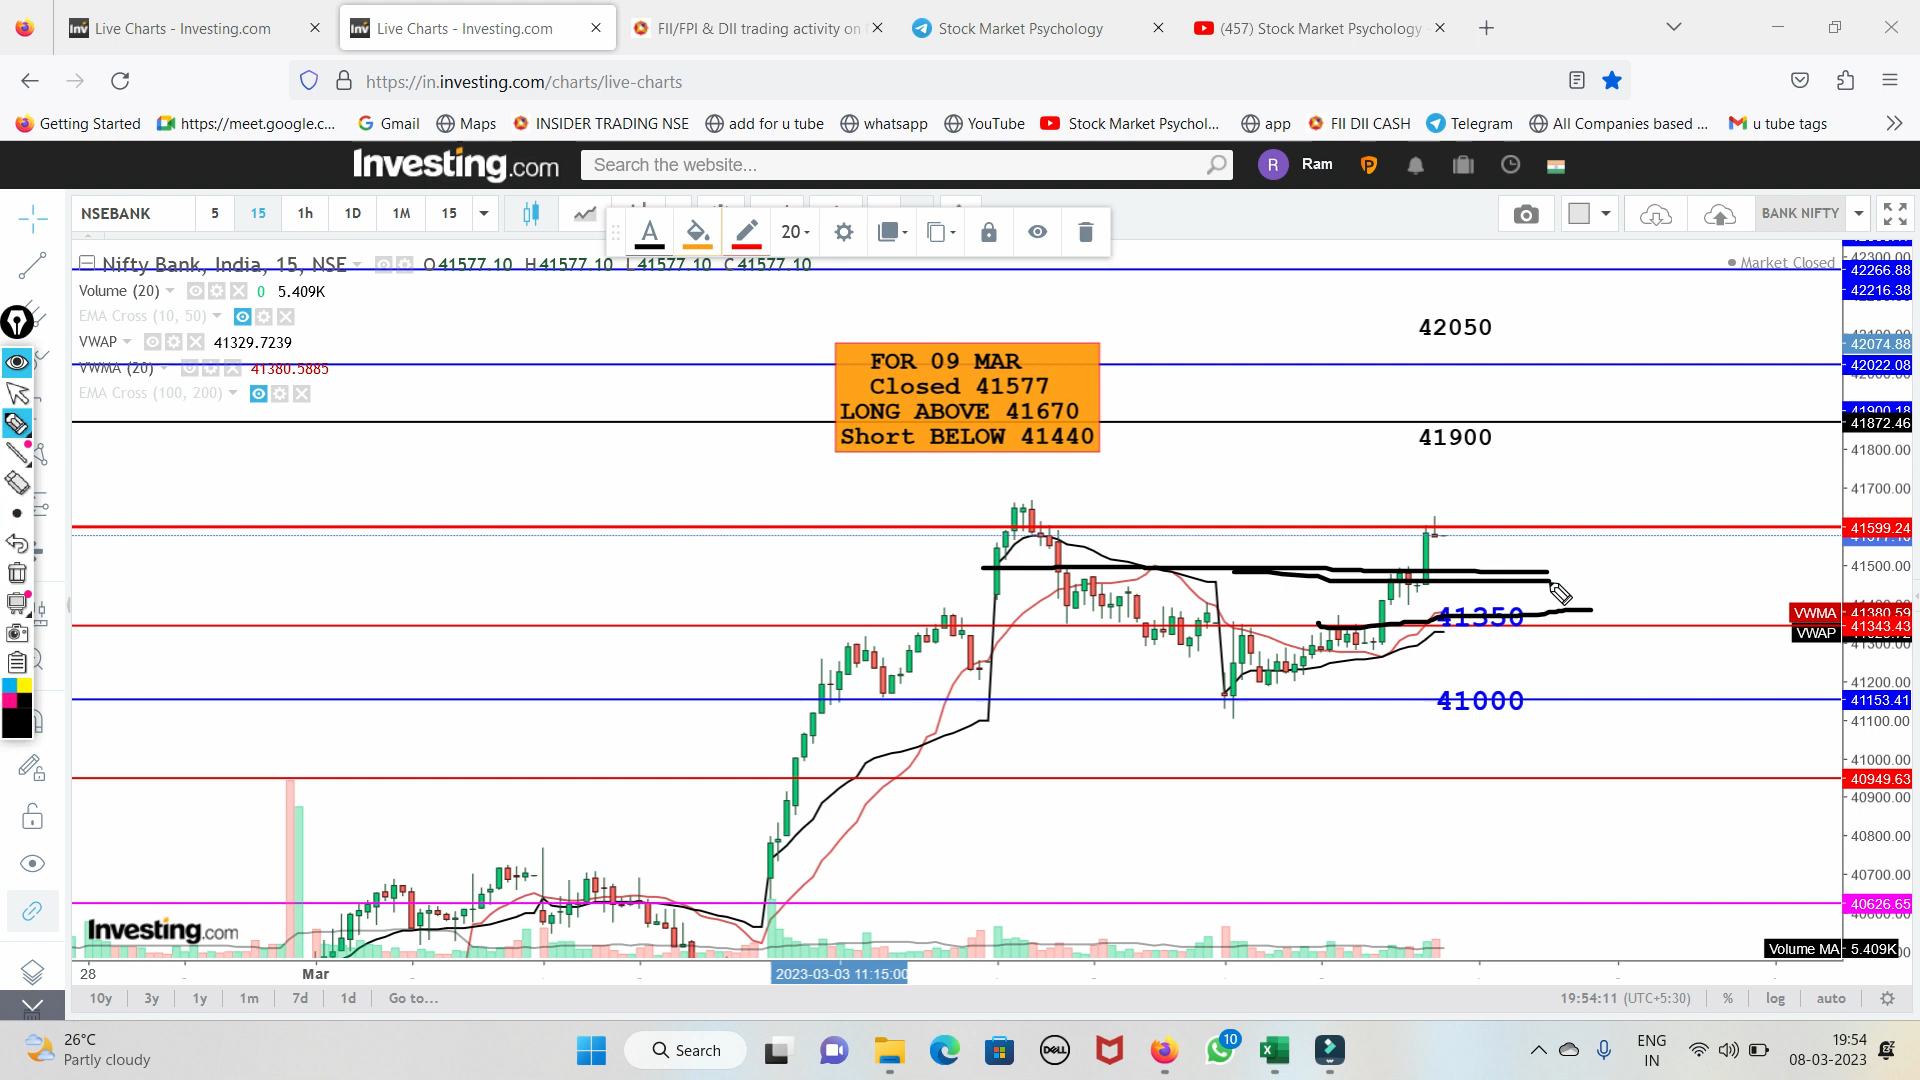 Live Charts - Investing.com
Live Charts - Investing.com
FII/FPI & DII trading activity on
Stock Market Psychology
(457) Stock Market Psychology
https://in.investing.com/charts/live-charts
Getting Started
https://meet.google.c...
Gmail
Maps
INSIDER TRADING NSE
add for u tube
whatsapp
YouTube
Stock Market Psychol...
app
FII DII CASH
Telegram
All Companies based ...
u tube tags
Investing.com
Search the website...
R
Ram
NSEBANK
5
15
1h
1D
1M
15
20
BANK NIFTY
Nifty Bank, India, 15, NSE
O41577.10 H41577.10 L41577.10 C41577.10
Market Closed
Volume (20)
0 5.409K
EMA Cross (10, 50)
VWAP
41329.7239
VWMA (20)
41380.5885
EMA Cross (100, 200)
FOR 09 MAR
Closed 41577
LONG ABOVE 41670
Short BELOW 41440
42050
41900
41350
41000
42266.88
42216.38
42074.88
42022.08
41900.18
41872.46
41800.00
41700.00
41599.24
41500.00
VWMA 41380.59
41343.43
VWAP
41200.00
41153.41
41100.00
41000.00
40949.63
40900.00
40800.00
40700.00
40626.65
Volume MA 5.409K
Investing.com
28
Mar
2023-03-03 11:15:00
10y
3y
1y
1m
7d
1d
Go to...
19:54:11 (UTC+5:30)
%
log
auto
26°C
Partly cloudy
Search
DELL
10
ENG
IN
19:54
08-03-2023